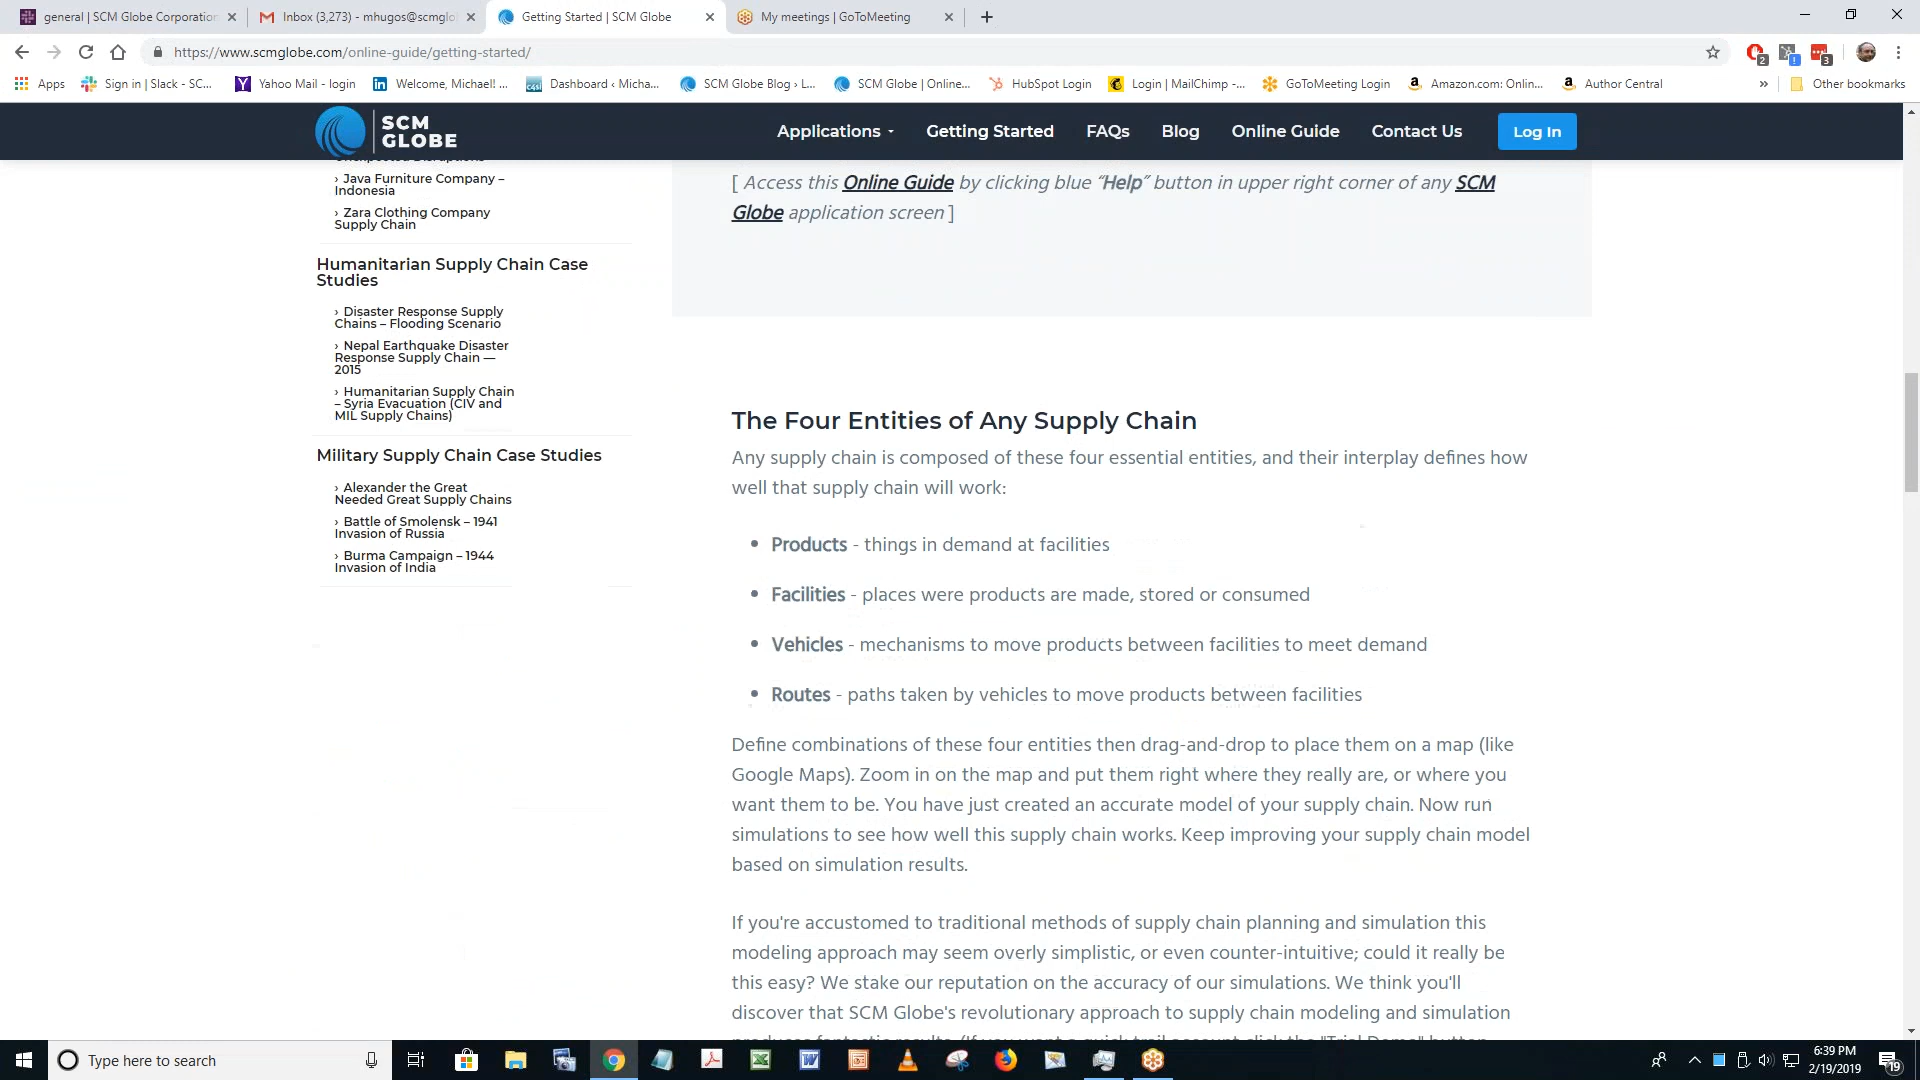 general | SCM Globe Corporation
Inbox (3,273) - mhugos@scmglo
Getting Started | SCM Globe
My meetings | GoToMeeting
https://www.scmglobe.com/online-guide/getting-started/
2
!
3
Apps
Sign in | Slack - SC...
Yahoo Mail - login
Welcome, Michael! ...
Dashboard ‹ Micha...
SCM Globe Blog › L...
SCM Globe | Online...
HubSpot Login
Login | MailChimp -...
GoToMeeting Login
Amazon.com: Onlin...
Author Central
»
Other bookmarks
SCM
GLOBE
Applications
Getting Started
FAQs
Blog
Online Guide
Contact Us
Log In
› Java Furniture Company –
Indonesia
› Zara Clothing Company
Supply Chain
Humanitarian Supply Chain Case
Studies
› Disaster Response Supply
Chains – Flooding Scenario
› Nepal Earthquake Disaster
Response Supply Chain —
2015
› Humanitarian Supply Chain
– Syria Evacuation (CIV and
MIL Supply Chains)
Military Supply Chain Case Studies
› Alexander the Great
Needed Great Supply Chains
› Battle of Smolensk – 1941
Invasion of Russia
› Burma Campaign – 1944
Invasion of India
[ Access this Online Guide by clicking blue “Help” button in upper right corner of any SCM
Globe application screen ]
The Four Entities of Any Supply Chain
Any supply chain is composed of these four essential entities, and their interplay defines how
well that supply chain will work:
• Products - things in demand at facilities
• Facilities - places were products are made, stored or consumed
• Vehicles - mechanisms to move products between facilities to meet demand
• Routes - paths taken by vehicles to move products between facilities
Define combinations of these four entities then drag-and-drop to place them on a map (like
Google Maps). Zoom in on the map and put them right where they really are, or where you
want them to be. You have just created an accurate model of your supply chain. Now run
simulations to see how well this supply chain works. Keep improving your supply chain model
based on simulation results.
If you're accustomed to traditional methods of supply chain planning and simulation this
modeling approach may seem overly simplistic, or even counter-intuitive; could it really be
this easy? We stake our reputation on the accuracy of our simulations. We think you'll
discover that SCM Globe's revolutionary approach to supply chain modeling and simulation
Type here to search
6:39 PM
2/19/2019
19